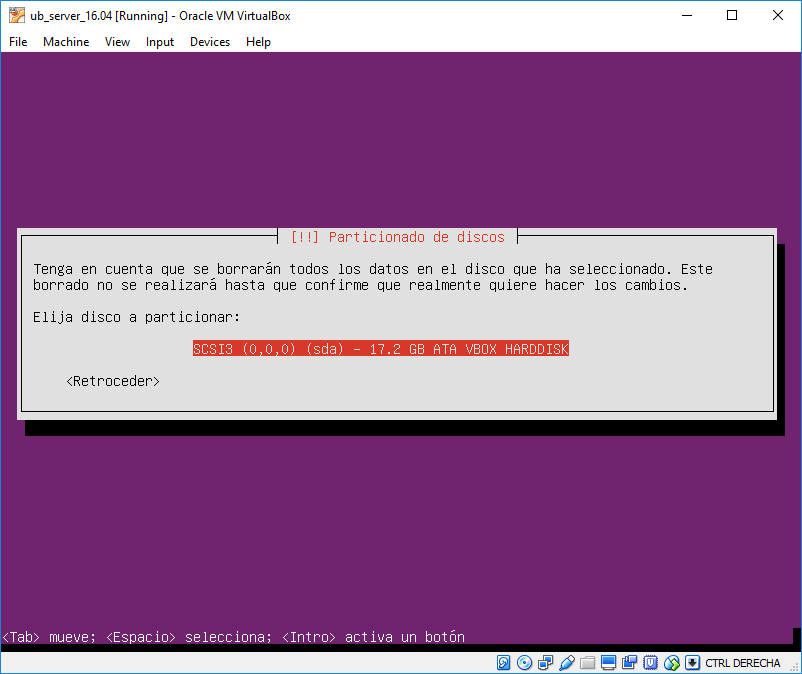 ub_server_16.04 [Running] - Oracle VM VirtualBox
File Machine View Input Devices Help
[!!] Particionado de discos
Tenga en cuenta que se borrarán todos los datos en el disco que ha seleccionado. Este
borrado no se realizará hasta que confirme que realmente quiere hacer los cambios.
Elija disco a particionar:
SCSI3 (0,0,0) (sda) - 17.2 GB ATA VBOX HARDDISK
<Retroceder>
<Tab> mueve; <Espacio> selecciona; <Intro> activa un botón
CTRL DERECHA